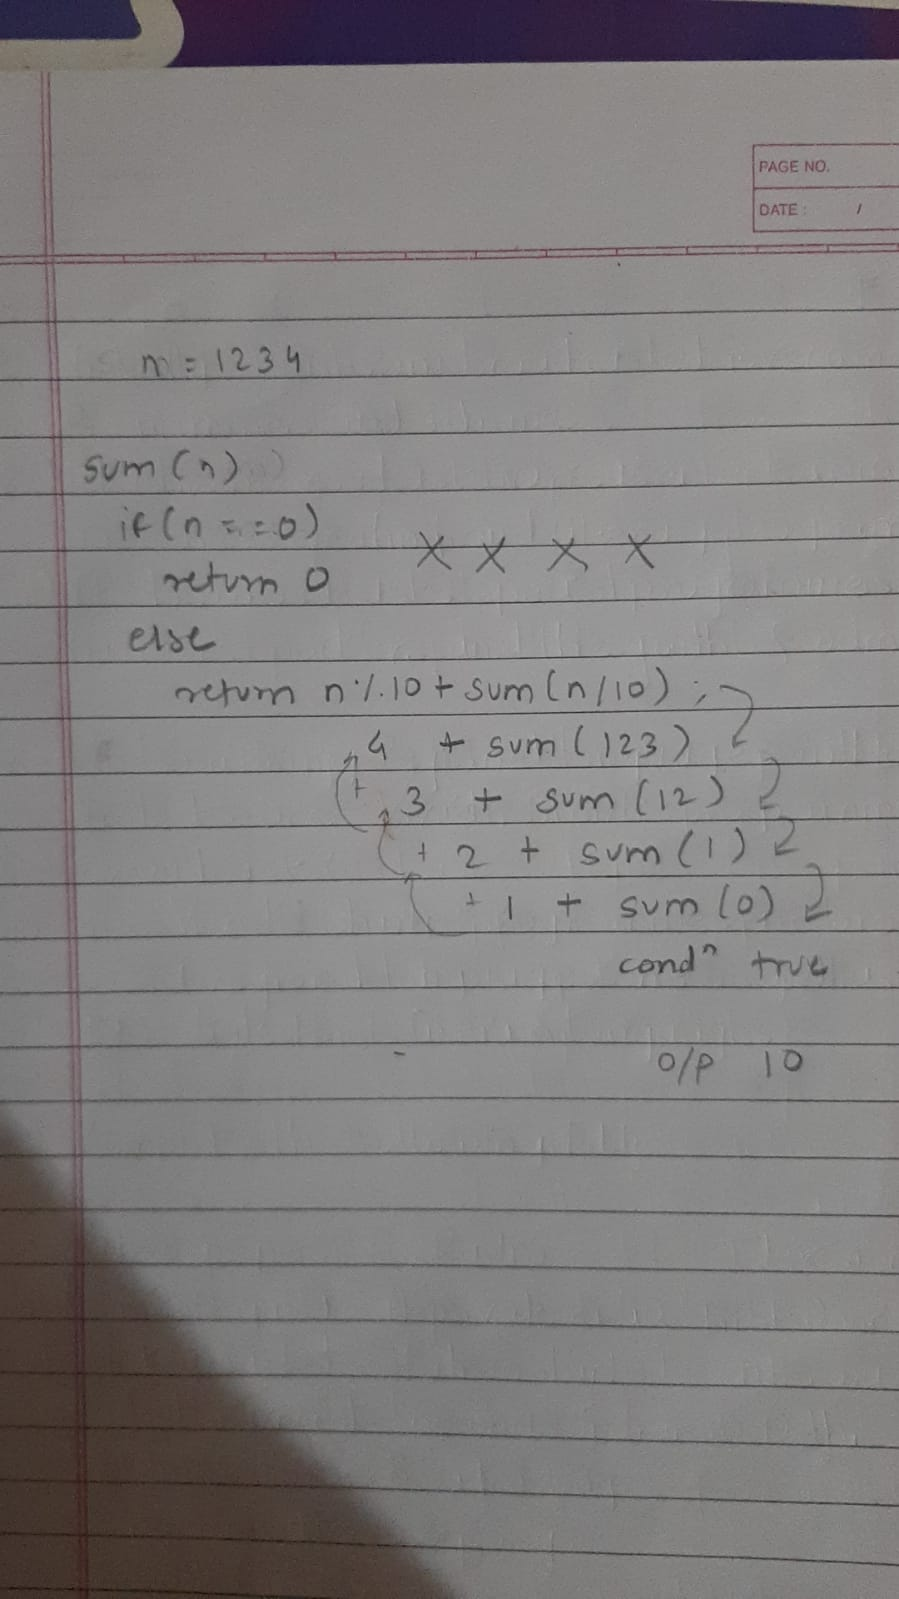 PAGE NO.
DATE : /
n = 1234
sum (n)
if (n = = 0)
X X X X
return 0
else
return n % 10 + sum (n/10) ;
4 + sum (123)
+ 3 + sum (12)
+ 2 + sum (1)
+ 1 + sum (0)
condⁿ true
O/P 10